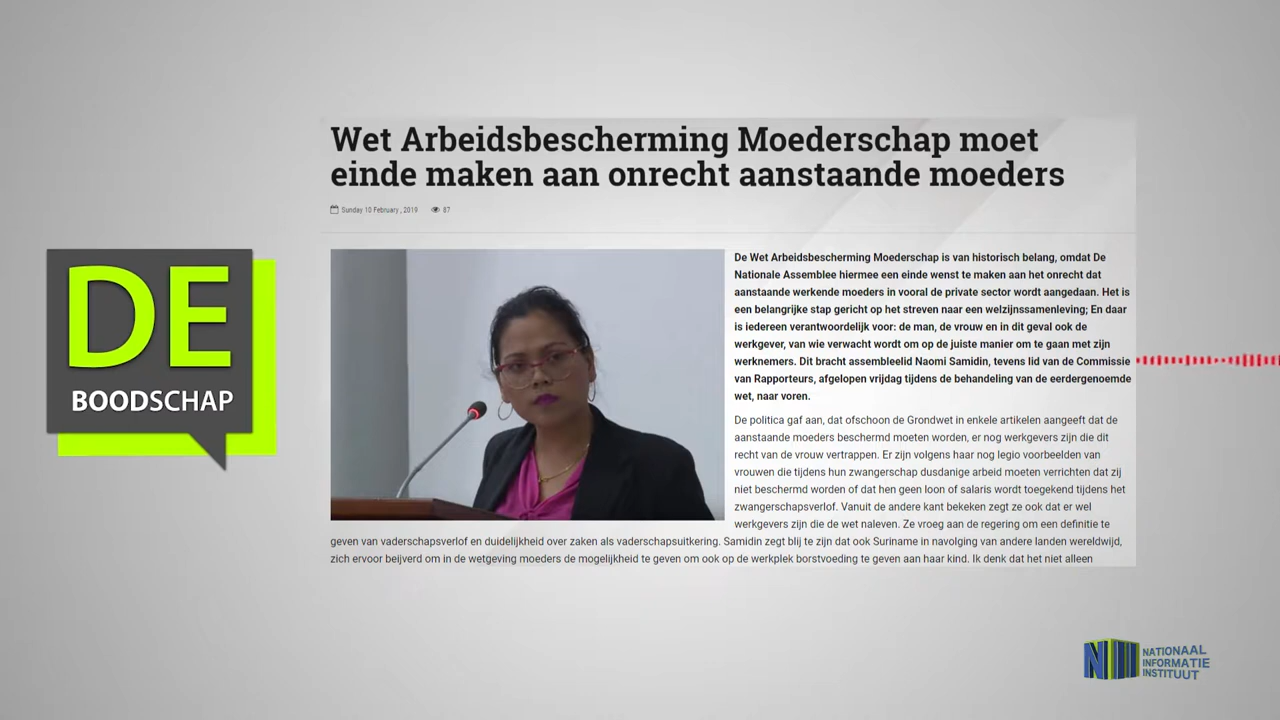 Wet Arbeidsbescherming Moederschap moet
einde maken aan onrecht aanstaande moeders
Sunday 10 February , 2019 87
DE
BOODSCHAP
De Wet Arbeidsbescherming Moederschap is van historisch belang, omdat De
Nationale Assemblee hiermee een einde wenst te maken aan het onrecht dat
aanstaande werkende moeders in vooral de private sector wordt aangedaan. Het is
een belangrijke stap gericht op het streven naar een welzijnssamenleving; En daar
is iedereen verantwoordelijk voor: de man, de vrouw en in dit geval ook de
werkgever, van wie verwacht wordt om op de juiste manier om te gaan met zijn
werknemers. Dit bracht assembleelid Naomi Samidin, tevens lid van de Commissie
van Rapporteurs, afgelopen vrijdag tijdens de behandeling van de eerdergenoemde
wet, naar voren.
De politica gaf aan, dat ofschoon de Grondwet in enkele artikelen aangeeft dat de
aanstaande moeders beschermd moeten worden, er nog werkgevers zijn die dit
recht van de vrouw vertrappen. Er zijn volgens haar nog legio voorbeelden van
vrouwen die tijdens hun zwangerschap dusdanige arbeid moeten verrichten dat zij
niet beschermd worden of dat hen geen loon of salaris wordt toegekend tijdens het
zwangerschapsverlof. Vanuit de andere kant bekeken zegt ze ook dat er wel
werkgevers zijn die de wet naleven. Ze vroeg aan de regering om een definitie te
geven van vaderschapsverlof en duidelijkheid over zaken als vaderschapsuitkering. Samidin zegt blij te zijn dat ook Suriname in navolging van andere landen wereldwijd,
zich ervoor beijverd om in de wetgeving moeders de mogelijkheid te geven om ook op de werkplek borstvoeding te geven aan haar kind. Ik denk dat het niet alleen
NII
NATIONAAL
INFORMATIE
INSTITUUT